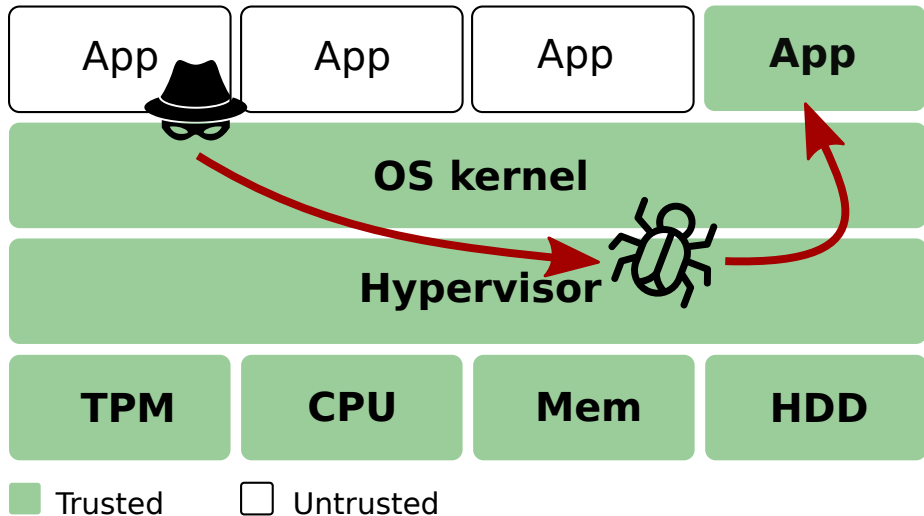 App App App App
OS kernel
Hypervisor
TPM CPU Mem HDD
Trusted Untrusted